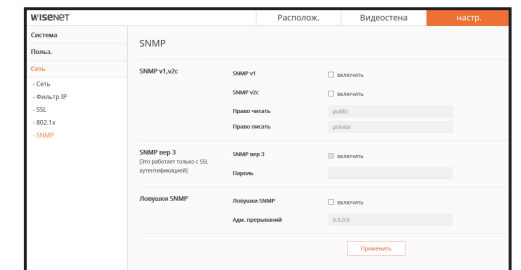 WISENET
Располож. Видеостена настр.
Система
Польз.
Сеть
- Сеть
- Фильтр IP
- SSL
- 802.1x
- SNMP
SNMP
SNMP v1,v2c
SNMP v1 включить
SNMP v2c включить
Право читать public
Право писать private
SNMP вер 3
(Это работает только с SSL
аутентификацией)
SNMP вер 3 включить
Пароль
Ловушки SNMP
Ловушки SNMP включить
Адм. прерываний 0.0.0.0
Применить